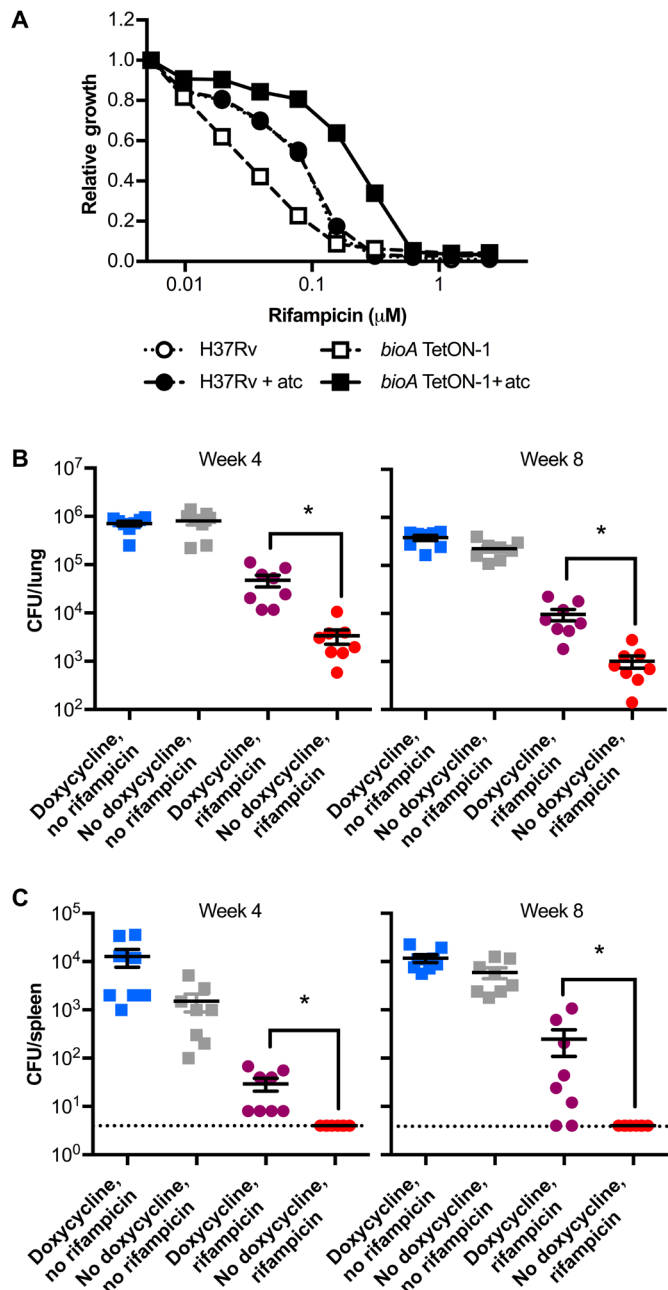 A
Relative growth
1.2
1.0
0.8
0.6
0.4
0.2
0.0
0.01
0.1
1
Rifampicin (μM)
H37Rv
bioA TetON-1
H37Rv + atc
bioA TetON-1+atc
B
Week 4
Week 8
CFU/lung
10⁷
10⁶
10⁵
10⁴
10³
10²
*
*
Doxycycline,
no rifampicin
No doxycycline,
no rifampicin
Doxycycline,
rifampicin
No doxycycline,
rifampicin
Doxycycline,
no rifampicin
No doxycycline,
no rifampicin
Doxycycline,
rifampicin
No doxycycline,
rifampicin
C
Week 4
Week 8
CFU/spleen
10⁵
10⁴
10³
10²
10¹
10⁰
*
*
Doxycycline,
no rifampicin
No doxycycline,
no rifampicin
Doxycycline,
rifampicin
No doxycycline,
rifampicin
Doxycycline,
no rifampicin
No doxycycline,
no rifampicin
Doxycycline,
rifampicin
No doxycycline,
rifampicin